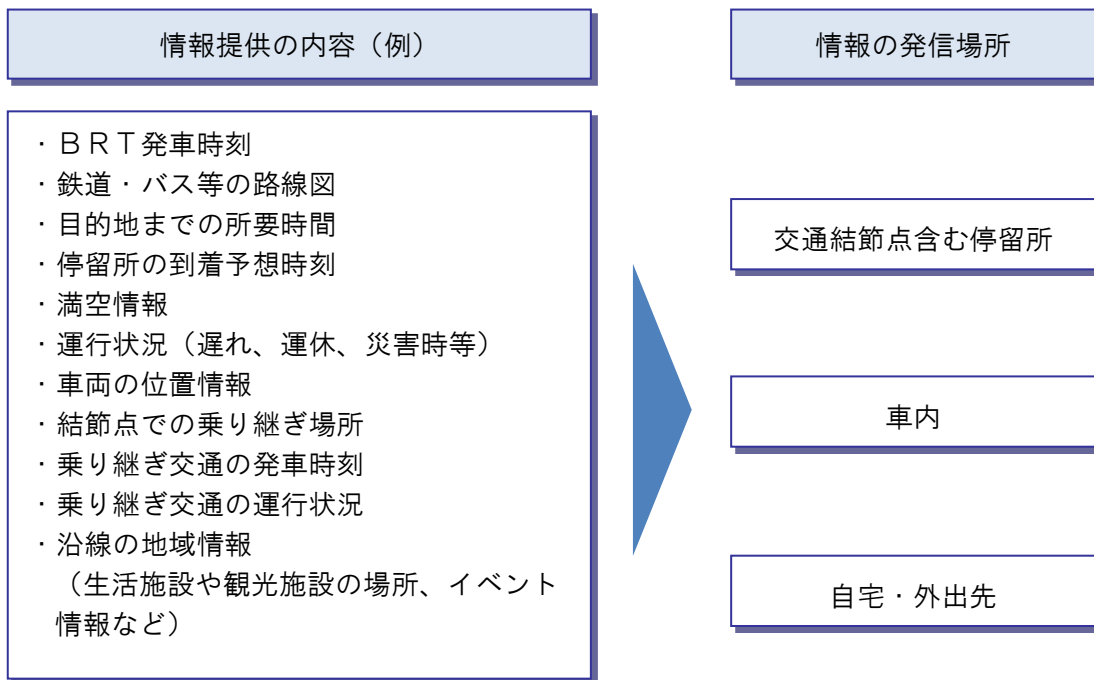 情報提供の内容（例）
・ＢＲＴ発車時刻
・鉄道・バス等の路線図
・目的地までの所要時間
・停留所の到着予想時刻
・満空情報
・運行状況（遅れ、運休、災害時等）
・車両の位置情報
・結節点での乗り継ぎ場所
・乗り継ぎ交通の発車時刻
・乗り継ぎ交通の運行状況
・沿線の地域情報
（生活施設や観光施設の場所、イベント
情報など）
情報の発信場所
交通結節点含む停留所
車内
自宅・外出先